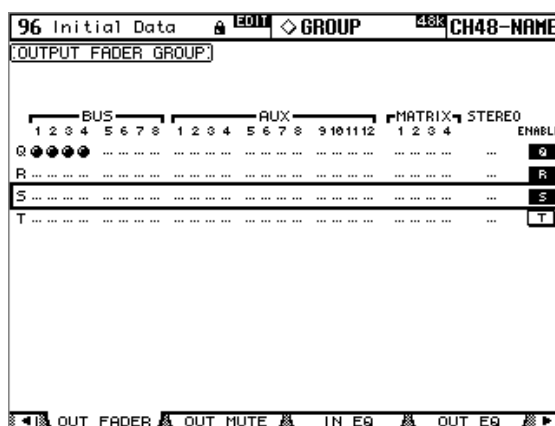 96 Initial Data EDIT GROUP 48K CH48-NAME
OUTPUT FADER GROUP
BUS AUX MATRIX STEREO
1 2 3 4 5 6 7 8 1 2 3 4 5 6 7 8 9 10 11 12 1 2 3 4 ENABL
Q Q
R R
S S
T T
OUT FADER OUT MUTE IN EQ OUT EQ